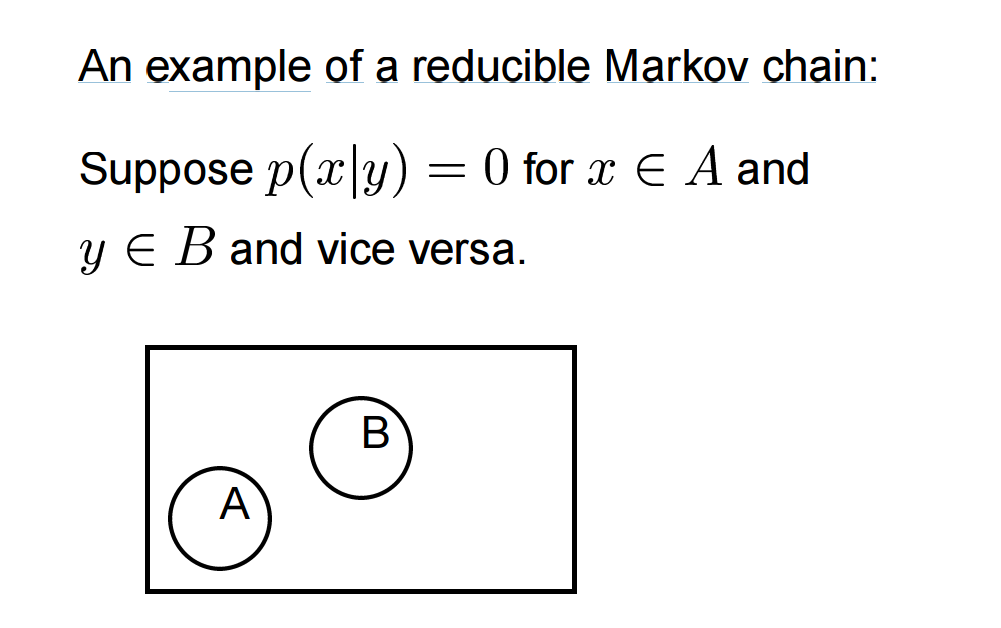 An example of a reducible Markov chain:
Suppose p(x|y) = 0 for x ∈ A and
y ∈ B and vice versa.
B
A